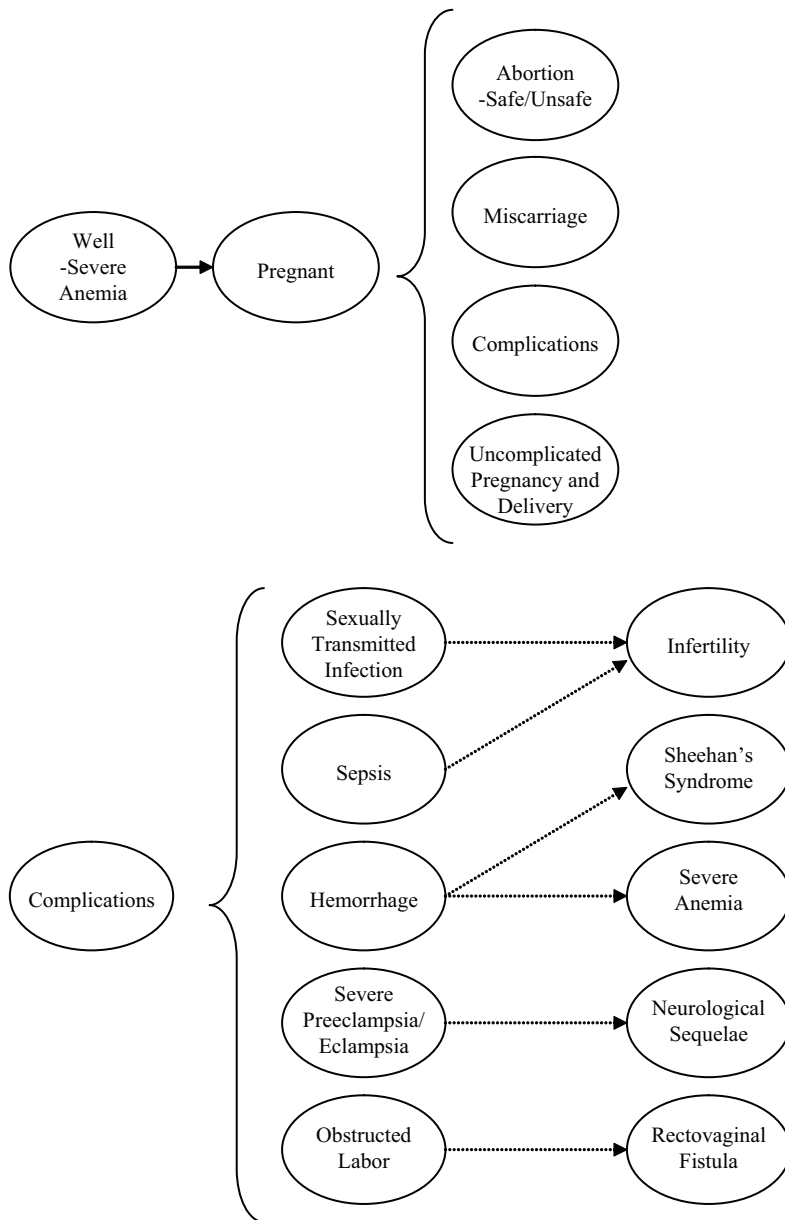 Abortion
-Safe/Unsafe
Miscarriage
Well
-Severe
Anemia
Pregnant
Complications
Uncomplicated
Pregnancy and
Delivery
Sexually
Transmitted
Infection
Infertility
Sepsis
Sheehan's
Syndrome
Complications
Hemorrhage
Severe
Anemia
Severe
Preeclampsia/
Eclampsia
Neurological
Sequelae
Obstructed
Labor
Rectovaginal
Fistula